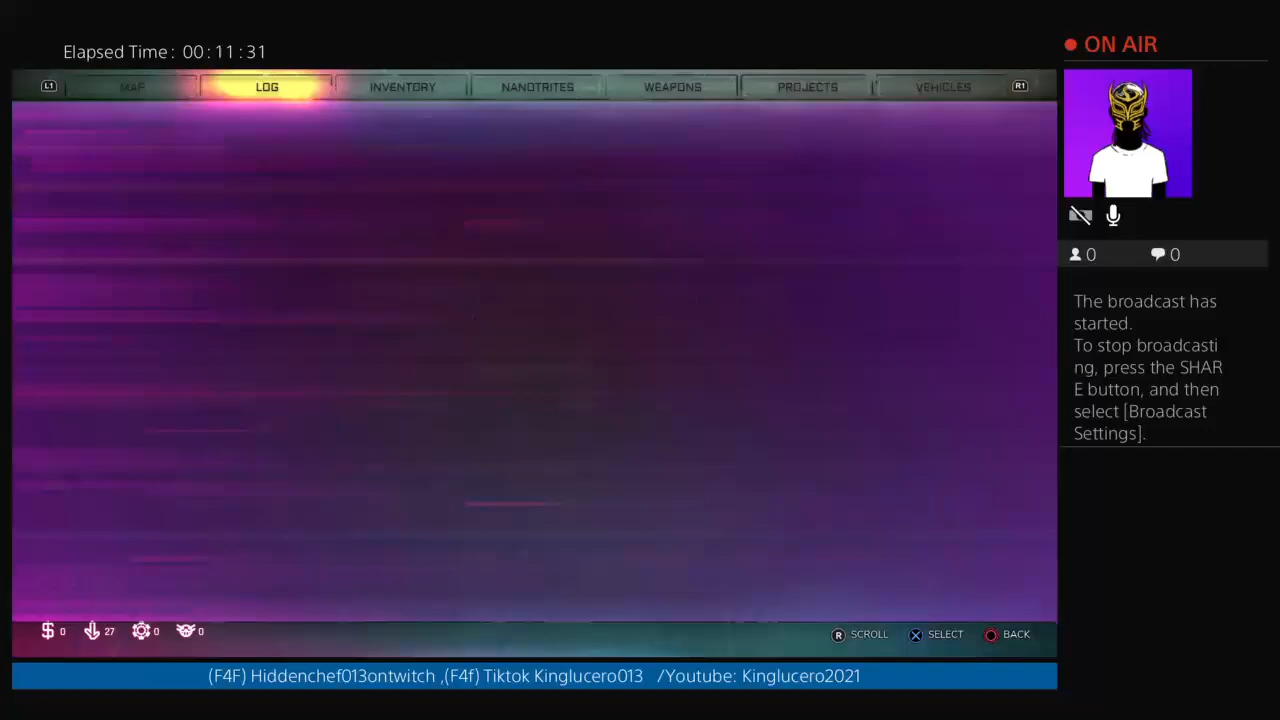 Elapsed Time: 00:11:31
ON AIR
L1 MAP LOG INVENTORY NANOTRITES WEAPONS PROJECTS VEHICLES R1
0 0
The broadcast has
started.
To stop broadcasti
ng, press the SHAR
E button, and then
select [Broadcast
Settings].
$ 0 27 0 0
R SCROLL SELECT BACK
(F4F) Hiddenchef013ontwitch ,(F4f) Tiktok Kinglucero013 /Youtube: Kinglucero2021